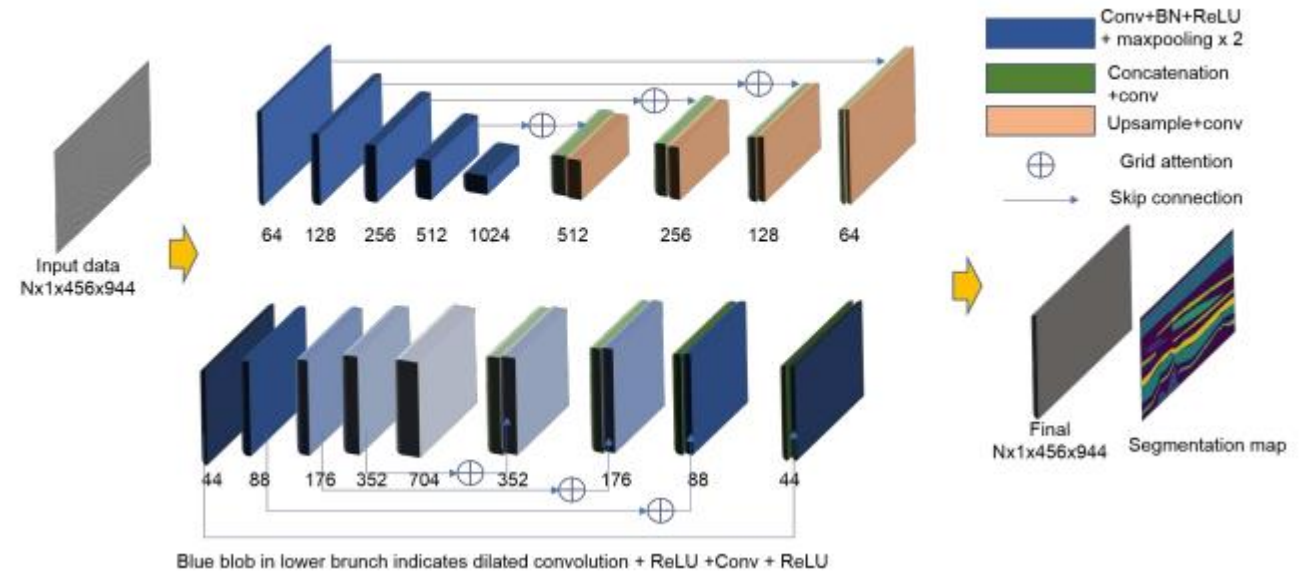 Conv+BN+ReLU
+ maxpooling x 2
Concatenation
+conv
Upsample+conv
Grid attention
Skip connection
64 128 256 512 1024 512 256 128 64
Input data
Nx1x456x944
44 88 176 352 704 352 176 88 44
Final
Nx1x456x944
Segmentation map
Blue blob in lower brunch indicates dilated convolution + ReLU +Conv + ReLU